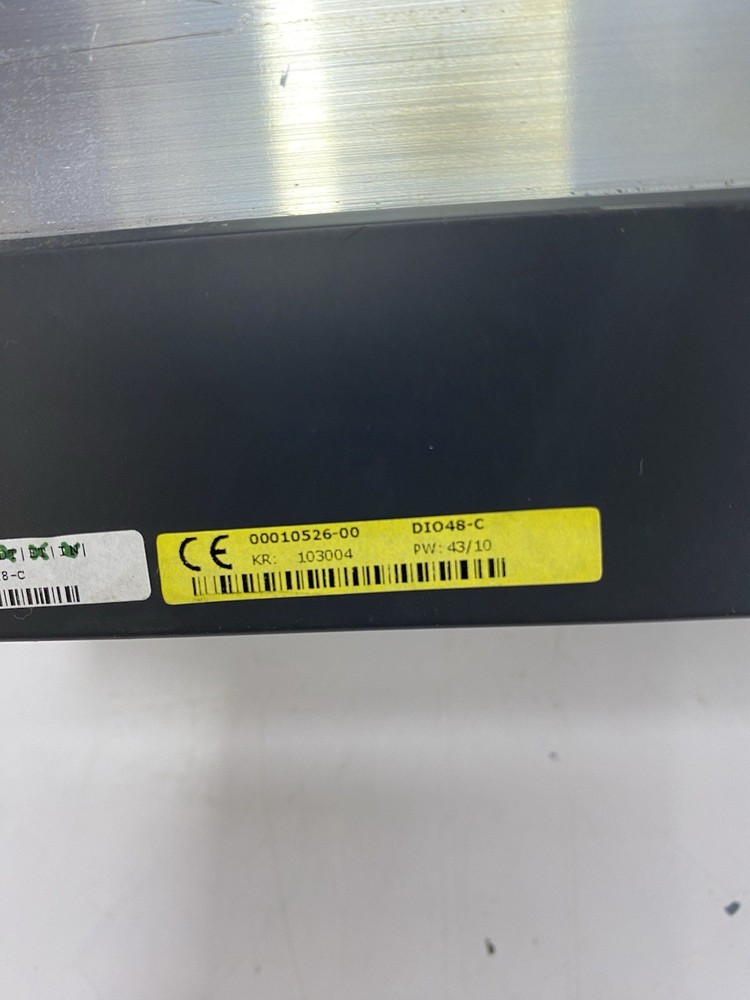 CE 00010526-00 DIO48-C
KR: 103004 PW: 43/10
8-C